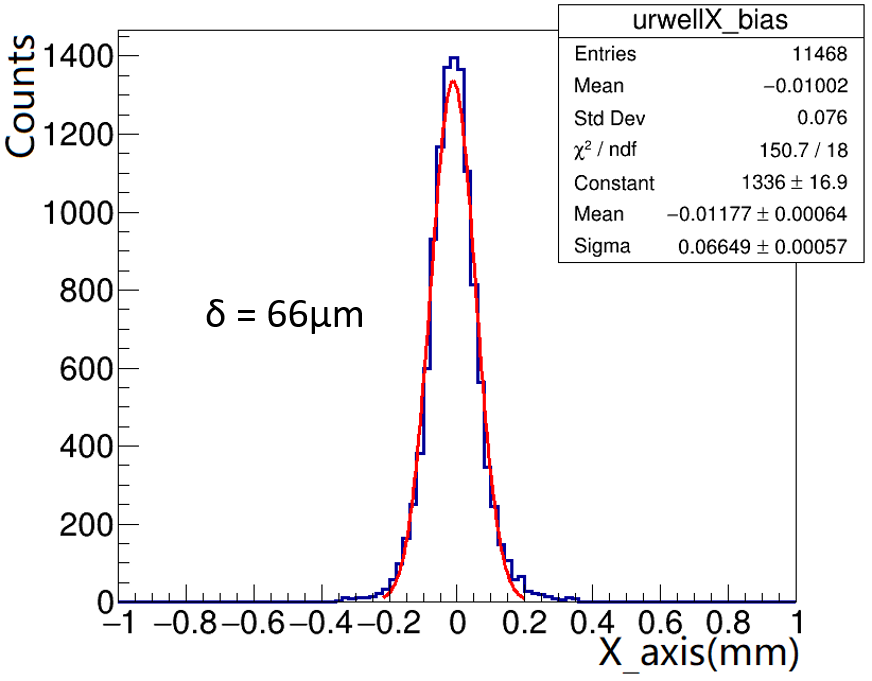 urwellX_bias
Entries 11468
Mean −0.01002
Std Dev 0.076
χ² / ndf 150.7 / 18
Constant 1336 ± 16.9
Mean −0.01177 ± 0.00064
Sigma 0.06649 ± 0.00057
Counts
1400
1200
1000
800
600
400
200
0
δ = 66μm
−1 −0.8 −0.6 −0.4 −0.2 0 0.2 0.4 0.6 0.8 1
X_axis(mm)